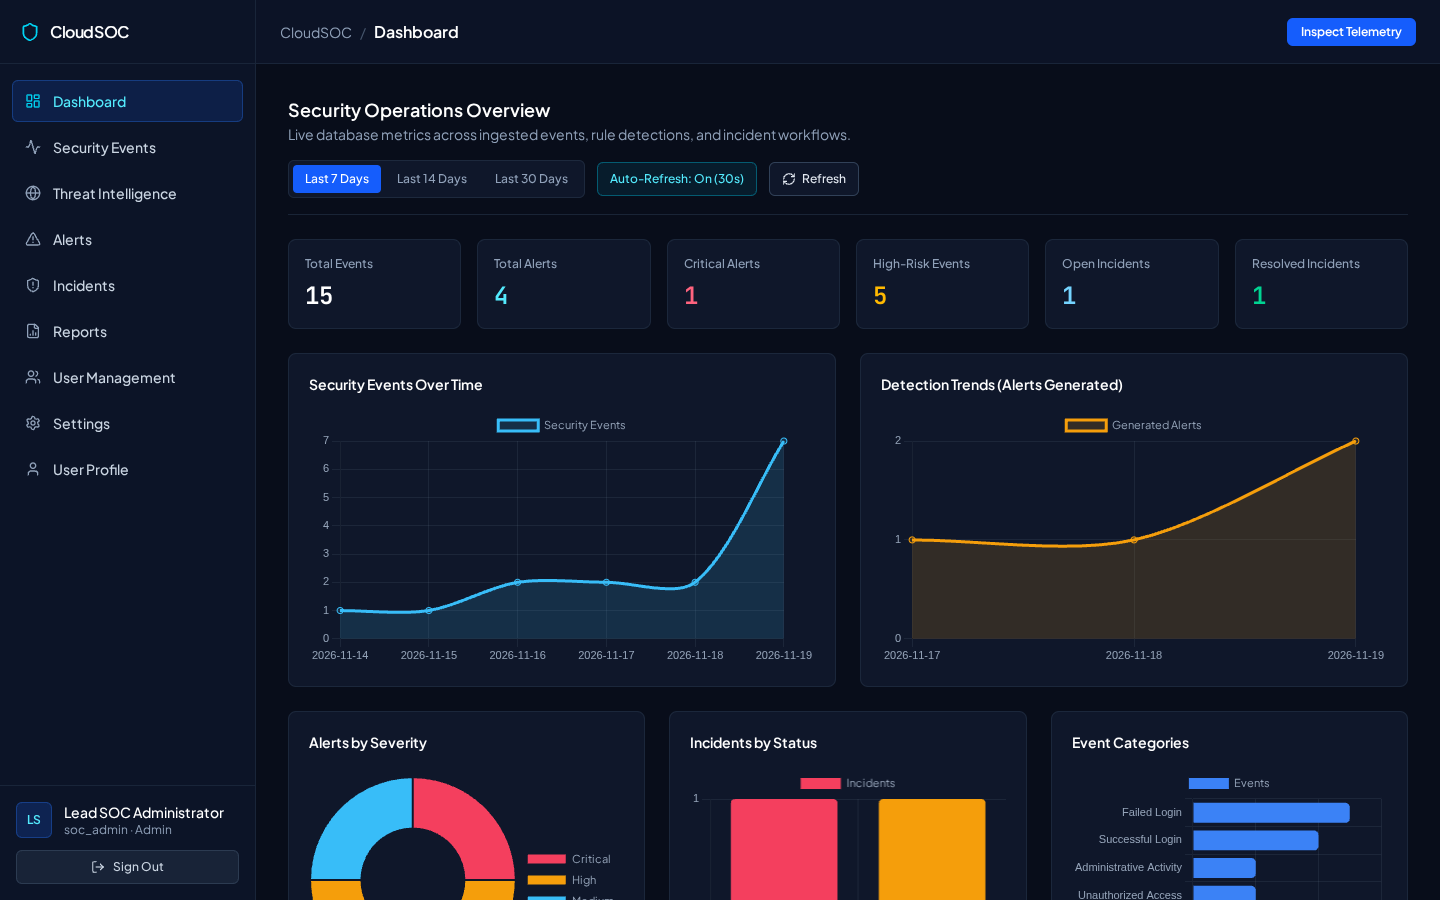 CloudSOC
CloudSOC / Dashboard
Inspect Telemetry
Dashboard
Security Events
Threat Intelligence
Alerts
Incidents
Reports
User Management
Settings
User Profile
LS
Lead SOC Administrator
soc_admin · Admin
Sign Out
Security Operations Overview
Live database metrics across ingested events, rule detections, and incident workflows.
Last 7 Days
Last 14 Days
Last 30 Days
Auto-Refresh: On (30s)
Refresh
Total Events
15
Total Alerts
4
Critical Alerts
1
High-Risk Events
5
Open Incidents
1
Resolved Incidents
1
Security Events Over Time
Security Events
7
6
5
4
3
2
1
0
2026-11-14 2026-11-15 2026-11-16 2026-11-17 2026-11-18 2026-11-19
Detection Trends (Alerts Generated)
Generated Alerts
2
1
0
2026-11-17 2026-11-18 2026-11-19
Alerts by Severity
Critical
High
Medium
Incidents by Status
Incidents
1
Event Categories
Events
Failed Login
Successful Login
Administrative Activity
Unauthorized Access